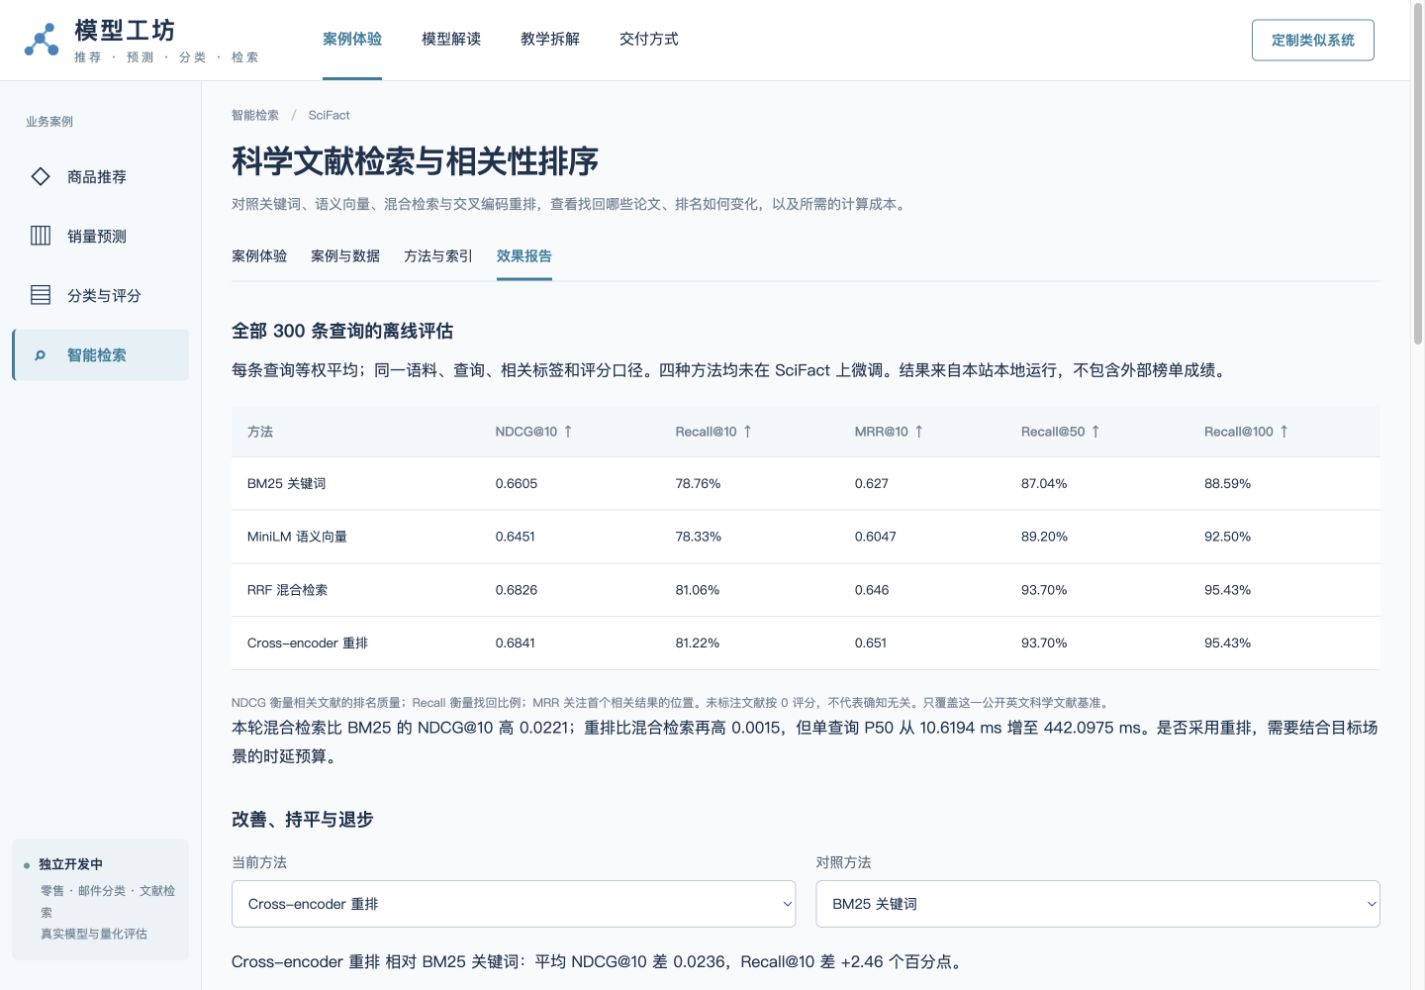 模型工坊
推荐 · 预测 · 分类 · 检索
案例体验 模型解读 教学拆解 交付方式
定制类似系统
业务案例
商品推荐
销量预测
分类与评分
智能检索
独立开发中
零售 · 邮件分类 · 文献检
索
真实模型与量化评估
智能检索 / SciFact
科学文献检索与相关性排序
对照关键词、语义向量、混合检索与交叉编码重排，查看找回哪些论文、排名如何变化，以及所需的计算成本。
案例体验 案例与数据 方法与索引 效果报告
全部 300 条查询的离线评估
每条查询等权平均；同一语料、查询、相关标签和评分口径。四种方法均未在 SciFact 上微调。结果来自本站本地运行，不包含外部榜单成绩。
方法 NDCG@10 ↑ Recall@10 ↑ MRR@10 ↑ Recall@50 ↑ Recall@100 ↑
BM25 关键词 0.6605 78.76% 0.627 87.04% 88.59%
MiniLM 语义向量 0.6451 78.33% 0.6047 89.20% 92.50%
RRF 混合检索 0.6826 81.06% 0.646 93.70% 95.43%
Cross-encoder 重排 0.6841 81.22% 0.651 93.70% 95.43%
NDCG 衡量相关文献的排名质量；Recall 衡量找回比例；MRR 关注首个相关结果的位置。未标注文献按 0 评分，不代表确知无关。只覆盖这一公开英文科学文献基准。
本轮混合检索比 BM25 的 NDCG@10 高 0.0221；重排比混合检索再高 0.0015，但单查询 P50 从 10.6194 ms 增至 442.0975 ms。是否采用重排，需要结合目标场
景的时延预算。
改善、持平与退步
当前方法 对照方法
Cross-encoder 重排 BM25 关键词
Cross-encoder 重排 相对 BM25 关键词：平均 NDCG@10 差 0.0236，Recall@10 差 +2.46 个百分点。